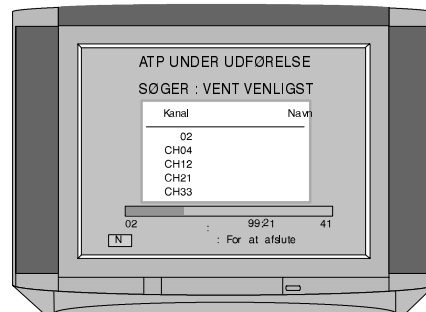 ATP UNDER UDFØRELSE
SØGER : VENT VENLIGST
Kanal Navn
02
CH04
CH12
CH21
CH33
02 : 99:21 41
N : For at afslute